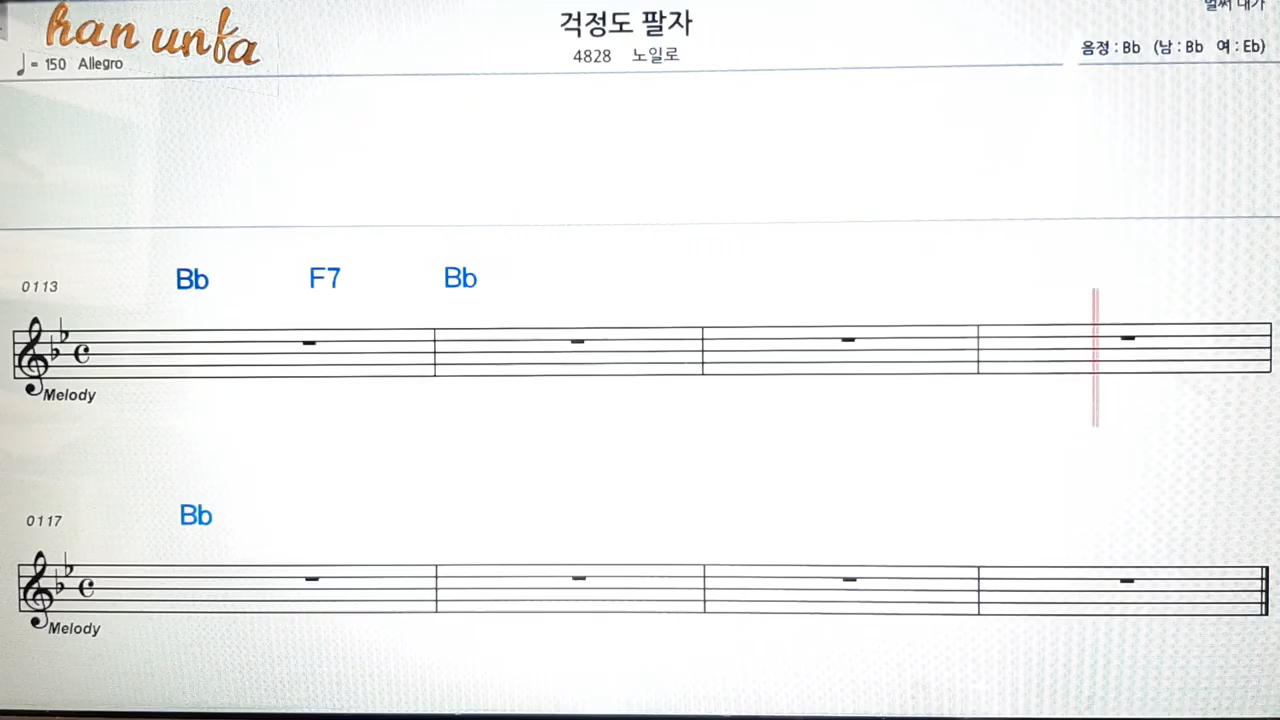 han unfa
걱정도 팔자
♩= 150 Allegro
4828 노일로
음정 : Bb (남 : Bb 여 : Eb)
0113
Bb F7 Bb
Melody
0117
Bb
Melody